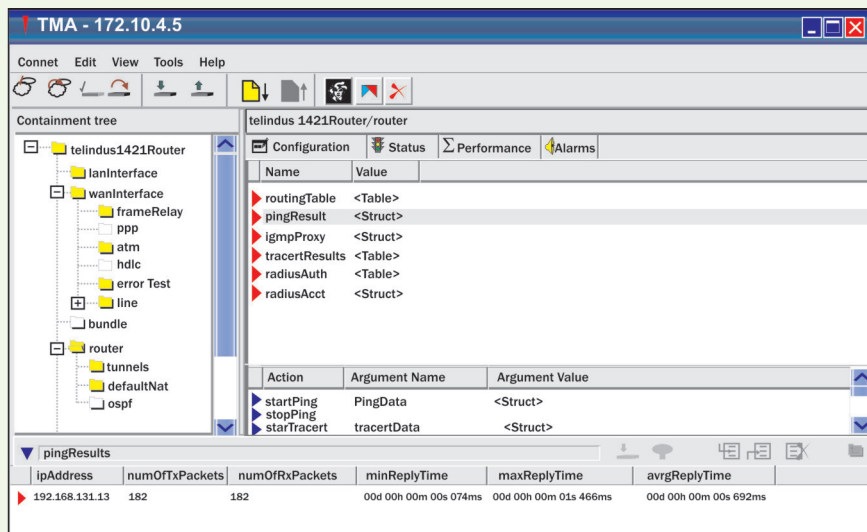 TMA - 172.10.4.5
Connet Edit View Tools Help
Containment tree
telindus1421Router
lanInterface
wanInterface
frameRelay
ppp
atm
hdlc
error Test
line
bundle
router
tunnels
defaultNat
ospf
telindus 1421Router/router
Configuration Status Performance Alarms
Name Value
routingTable <Table>
pingResult <Struct>
igmpProxy <Struct>
tracertResults <Table>
radiusAuth <Table>
radiusAcct <Struct>
Action Argument Name Argument Value
startPing PingData <Struct>
stopPing
starTracert tracertData <Struct>
pingResults
ipAddress numOfTxPackets numOfRxPackets minReplyTime maxReplyTime avrgReplyTime
192.168.131.13 182 182 00d 00h 00m 00s 074ms 00d 00h 00m 01s 466ms 00d 00h 00m 00s 692ms